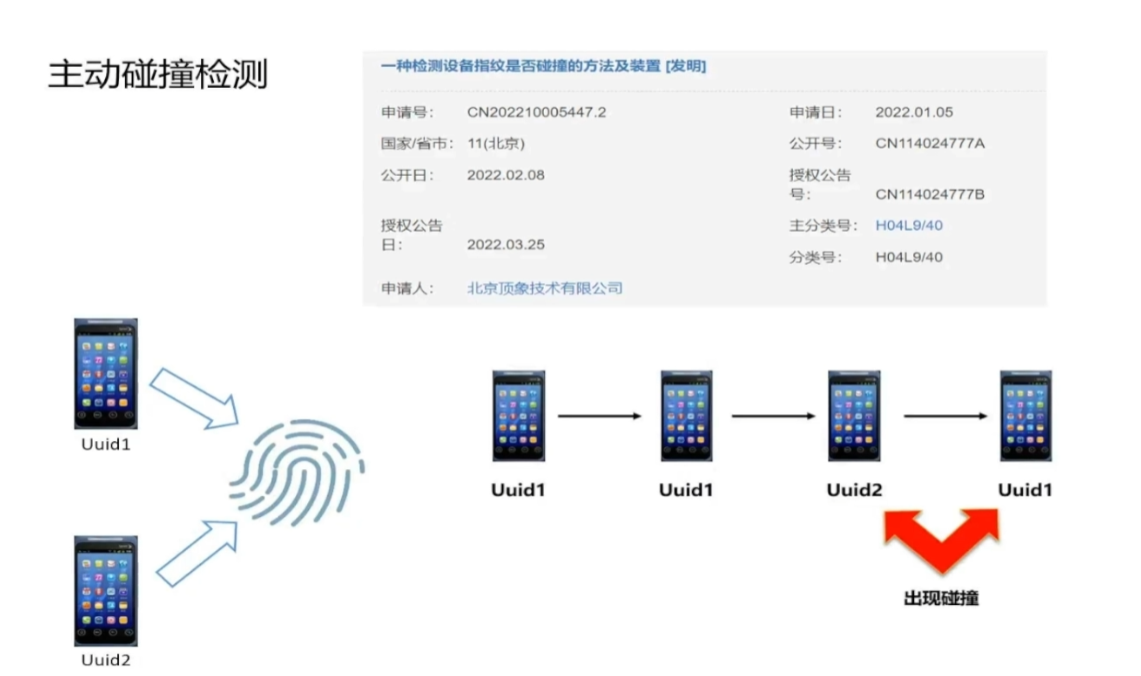 主动碰撞检测
一种检测设备指纹是否碰撞的方法及装置 [发明]
申请号： CN202210005447.2
申请日： 2022.01.05
国家/省市： 11(北京)
公开号： CN114024777A
公开日： 2022.02.08
授权公告
号： CN114024777B
授权公告
日： 2022.03.25
主分类号： H04L9/40
分类号： H04L9/40
申请人： 北京顶象技术有限公司
Uuid1
Uuid2
Uuid1 Uuid1 Uuid2 Uuid1
出现碰撞